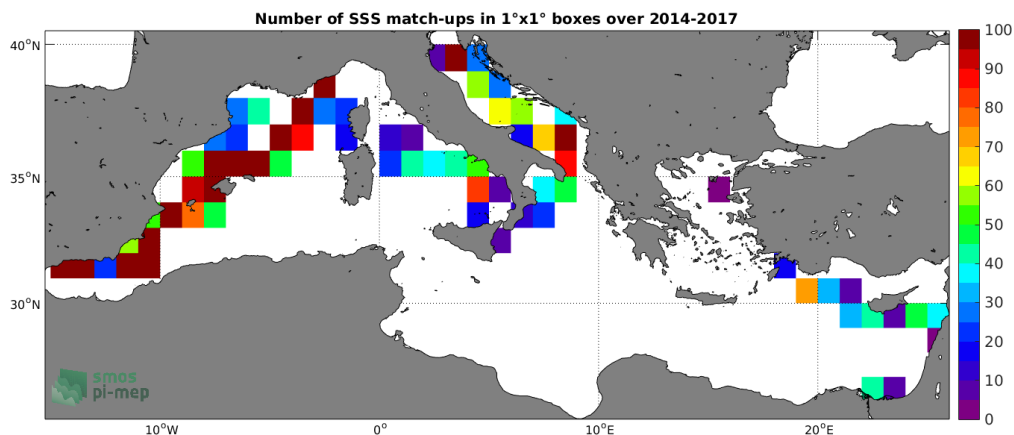 Number of SSS match-ups in 1°x1° boxes over 2014-2017
40°N
35°N
30°N
10°W
0°
10°E
20°E
100
90
80
70
60
50
40
30
20
10
0
smos
pi-mep